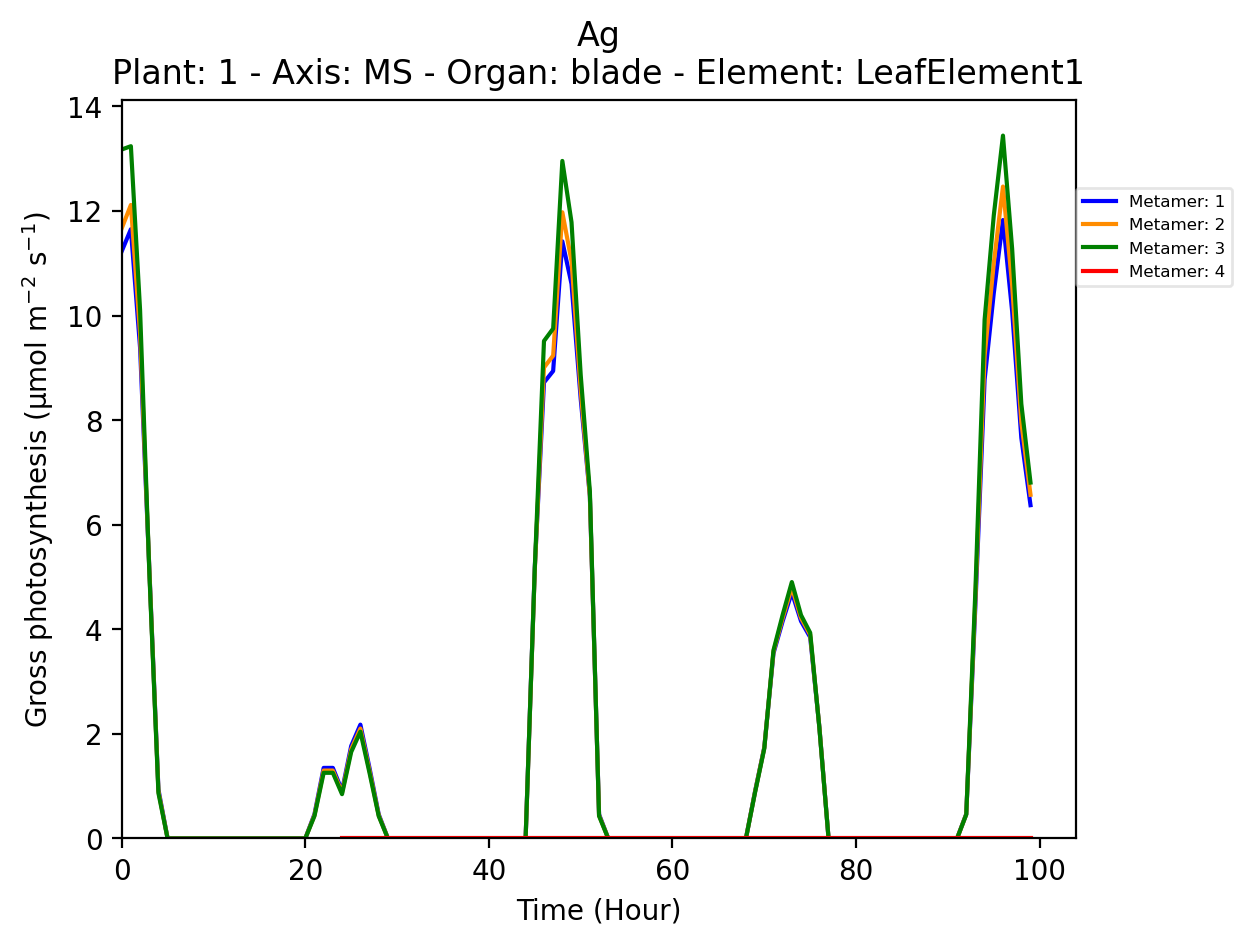 Ag
Plant: 1 - Axis: MS - Organ: blade - Element: LeafElement1
14
12
10
8
6
4
2
0
Gross photosynthesis (µmol m⁻² s⁻¹)
0 20 40 60 80 100
Time (Hour)
Metamer: 1
Metamer: 2
Metamer: 3
Metamer: 4